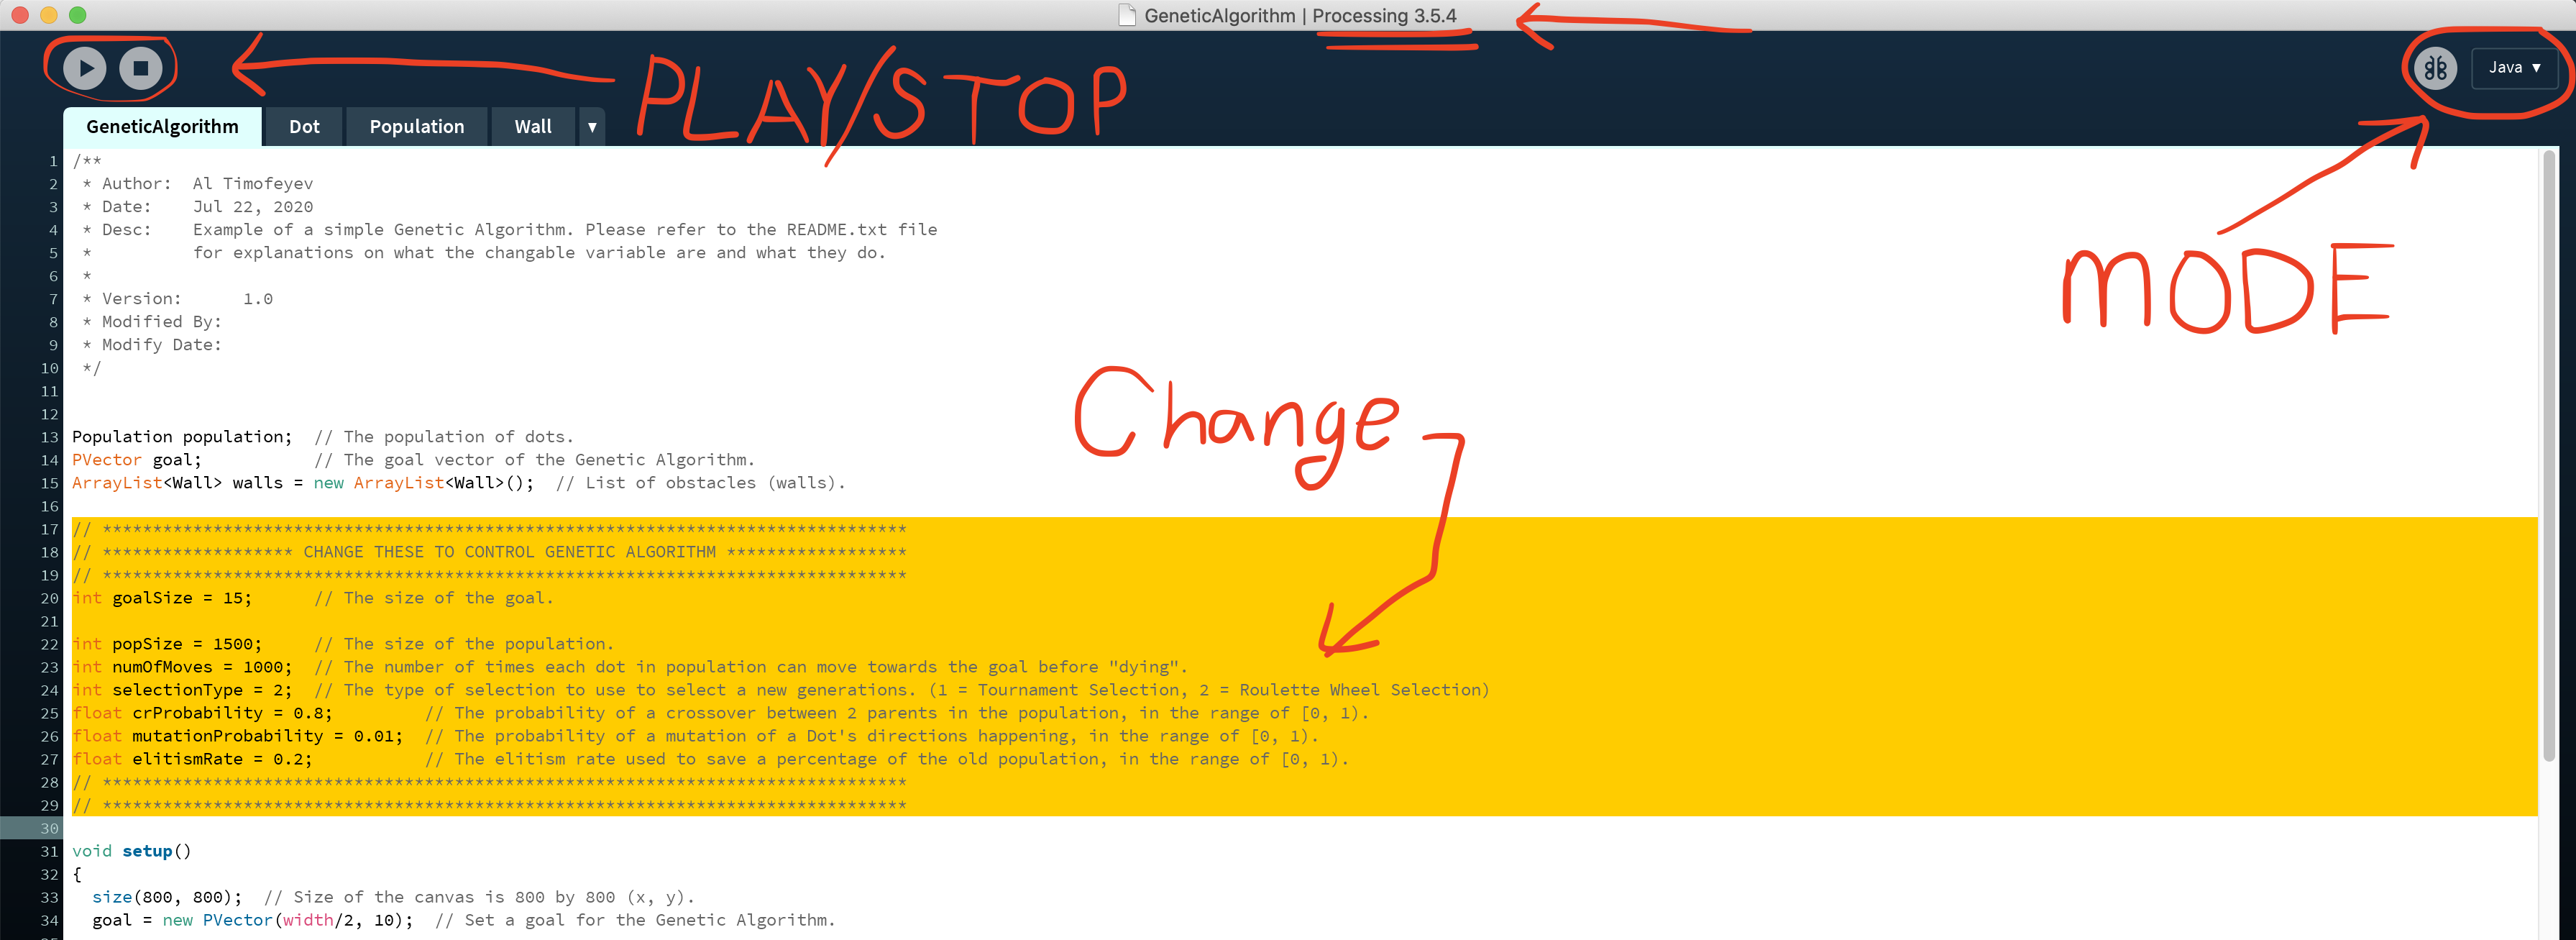 GeneticAlgorithm | Processing 3.5.4
PLAY/STOP
Java ▼
GeneticAlgorithm Dot Population Wall ▼
MODE
1 /**
2  * Author:  Al Timofeyev
3  * Date:    Jul 22, 2020
4  * Desc:    Example of a simple Genetic Algorithm. Please refer to the README.txt file
5  *          for explanations on what the changable variable are and what they do.
6  *
7  * Version:      1.0
8  * Modified By:
9  * Modify Date:
10  */
11
12
Change
13 Population population;  // The population of dots.
14 PVector goal;           // The goal vector of the Genetic Algorithm.
15 ArrayList<Wall> walls = new ArrayList<Wall>();  // List of obstacles (walls).
16
17 // ********************************************************************************
18 // ******************* CHANGE THESE TO CONTROL GENETIC ALGORITHM ******************
19 // ********************************************************************************
20 int goalSize = 15;      // The size of the goal.
21
22 int popSize = 1500;     // The size of the population.
23 int numOfMoves = 1000;  // The number of times each dot in population can move towards the goal before "dying".
24 int selectionType = 2;  // The type of selection to use to select a new generations. (1 = Tournament Selection, 2 = Roulette Wheel Selection)
25 float crProbability = 0.8;         // The probability of a crossover between 2 parents in the population, in the range of [0, 1).
26 float mutationProbability = 0.01;  // The probability of a mutation of a Dot's directions happening, in the range of [0, 1).
27 float elitismRate = 0.2;           // The elitism rate used to save a percentage of the old population, in the range of [0, 1).
28 // ********************************************************************************
29 // ********************************************************************************
30
31 void setup()
32 {
33   size(800, 800);  // Size of the canvas is 800 by 800 (x, y).
34   goal = new PVector(width/2, 10);  // Set a goal for the Genetic Algorithm.